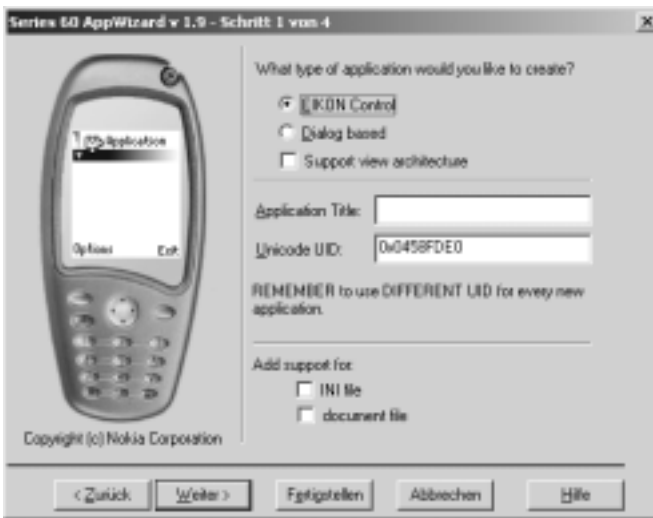 Series 60 AppWizard v 1.9 - Schritt 1 von 4
What type of application would you like to create?
EIKON Control
Dialog based
Support view architecture
Application
Options Exit
Application Title:
Unicode UID: 0x0458FDE0
REMEMBER to use DIFFERENT UID for every new
application.
Add support for:
INI file
document file
Copyright (c) Nokia Corporation
< Zurück
Weiter >
Fertigstellen
Abbrechen
Hilfe